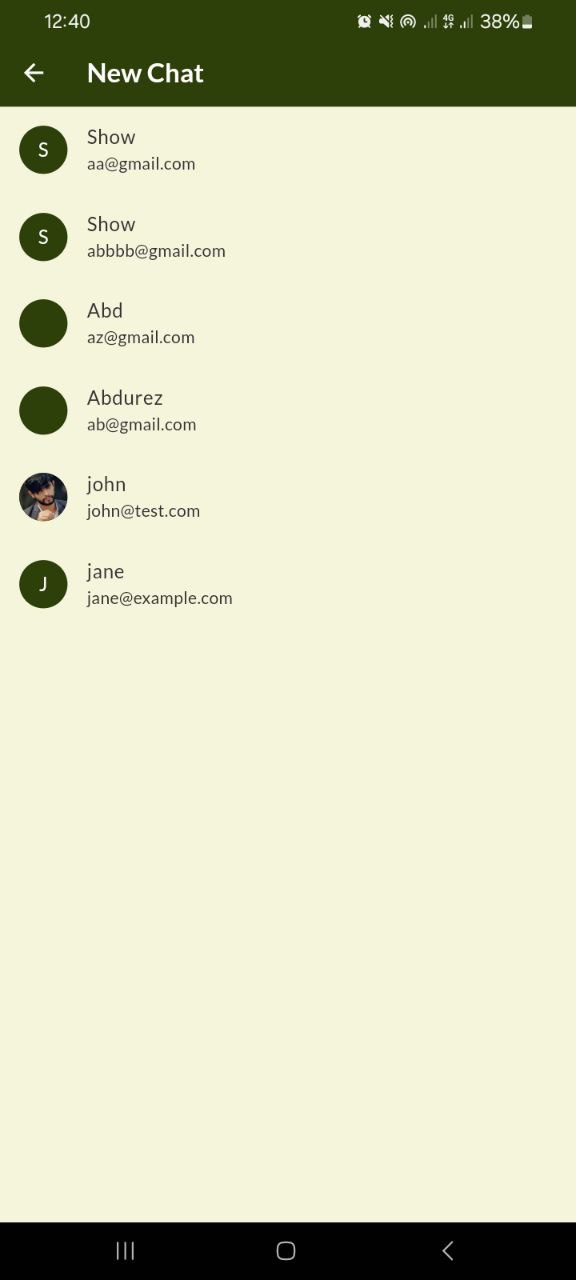 12:40
4G
38%
New Chat
S
Show
aa@gmail.com
S
Show
abbbb@gmail.com
Abd
az@gmail.com
Abdurez
ab@gmail.com
john
john@test.com
J
jane
jane@example.com